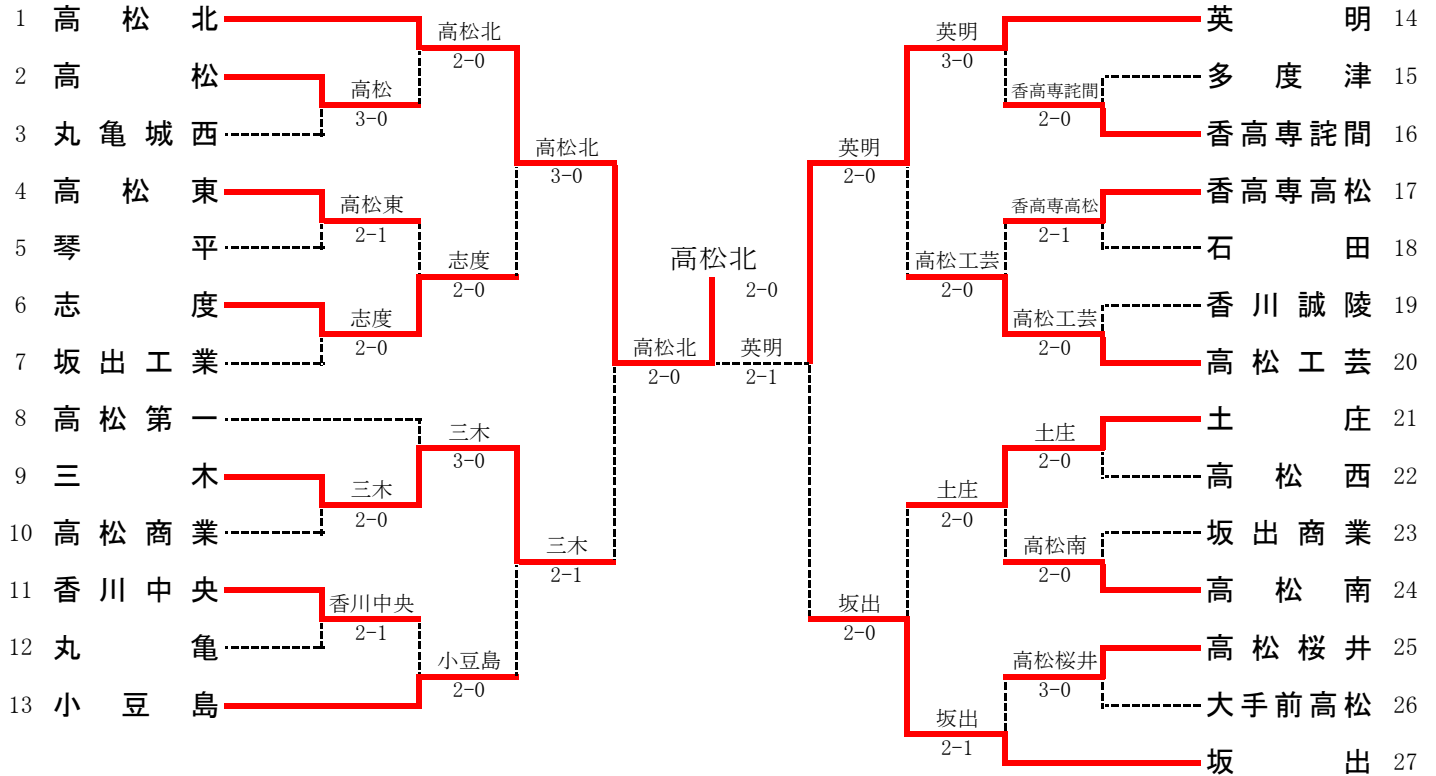 1 高松北
2 高松
3 丸亀城西
4 高松東
5 琴平
6 志度
7 坂出工業
8 高松第一
9 三木
10 高松商業
11 香川中央
12 丸亀
13 小豆島
高松
3-0
高松東
2-1
志度
2-0
三木
2-0
香川中央
2-1
高松北
2-0
志度
2-0
三木
3-0
小豆島
2-0
高松北
3-0
三木
2-1
高松北
2-0
高松北
2-0
英明
2-1
英明
2-0
坂出
2-0
英明
3-0
高松工芸
2-0
土庄
2-0
坂出
2-1
香高専詫間
2-0
香高専高松
2-1
高松工芸
2-0
土庄
2-0
高松南
2-0
高松桜井
3-0
英明 14
多度津 15
香高専詫間 16
香高専高松 17
石田 18
香川誠陵 19
高松工芸 20
土庄 21
高松西 22
坂出商業 23
高松南 24
高松桜井 25
大手前高松 26
坂出 27